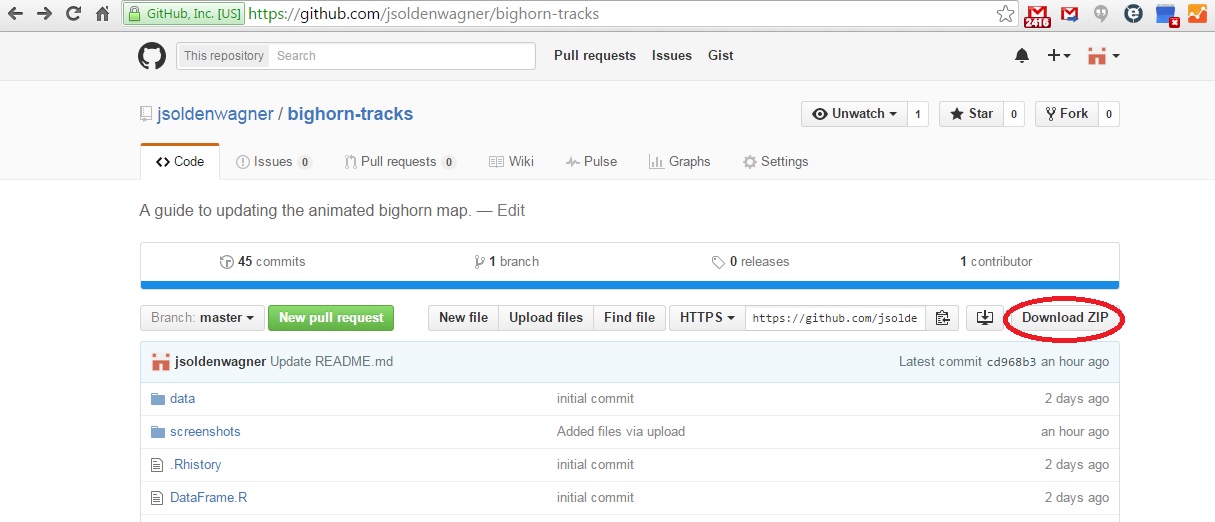 GitHub, Inc. [US] https://github.com/jsoldenwagner/bighorn-tracks
2416
This repository Search Pull requests Issues Gist
jsoldenwagner / bighorn-tracks
Unwatch 1 Star 0 Fork 0
Code Issues 0 Pull requests 0 Wiki Pulse Graphs Settings
A guide to updating the animated bighorn map. — Edit
45 commits 1 branch 0 releases 1 contributor
Branch: master New pull request New file Upload files Find file HTTPS https://github.com/jsolde Download ZIP
jsoldenwagner Update README.md Latest commit cd968b3 an hour ago
data initial commit 2 days ago
screenshots Added files via upload an hour ago
.Rhistory initial commit 2 days ago
DataFrame.R initial commit 2 days ago